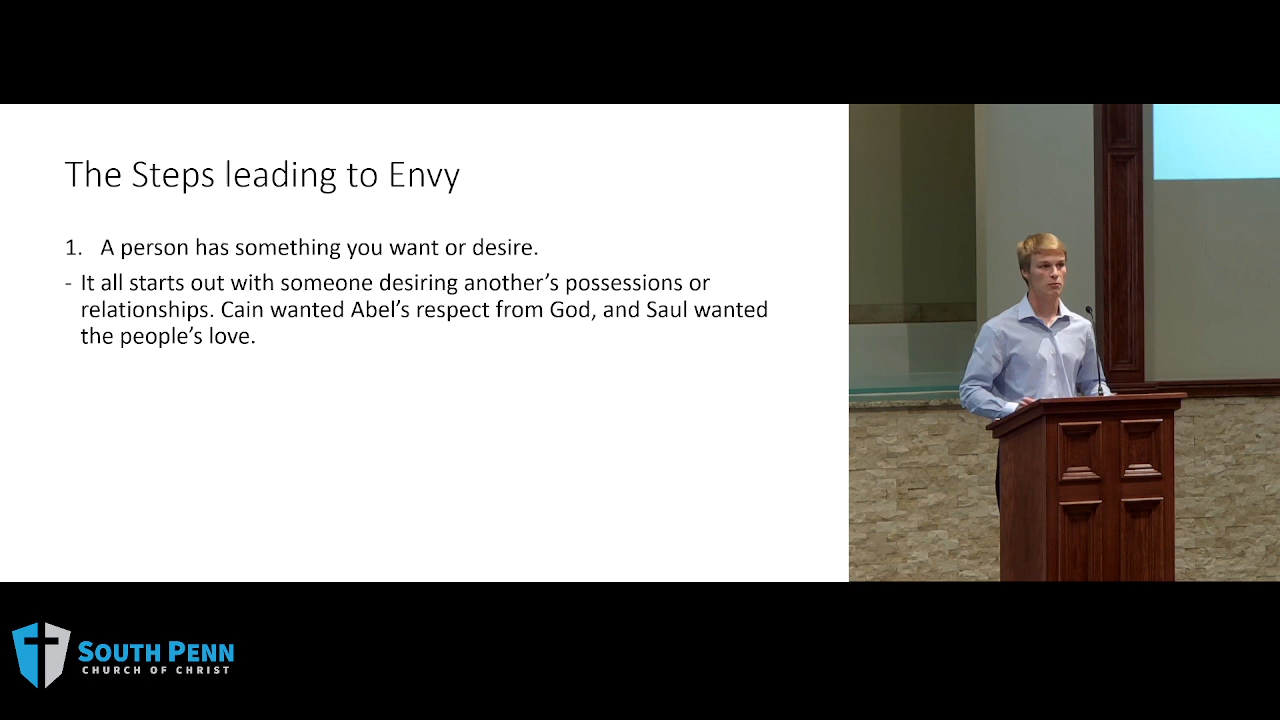 The Steps leading to Envy
1. A person has something you want or desire.
- It all starts out with someone desiring another’s possessions or
relationships. Cain wanted Abel’s respect from God, and Saul wanted
the people’s love.
SOUTH PENN
CHURCH OF CHRIST